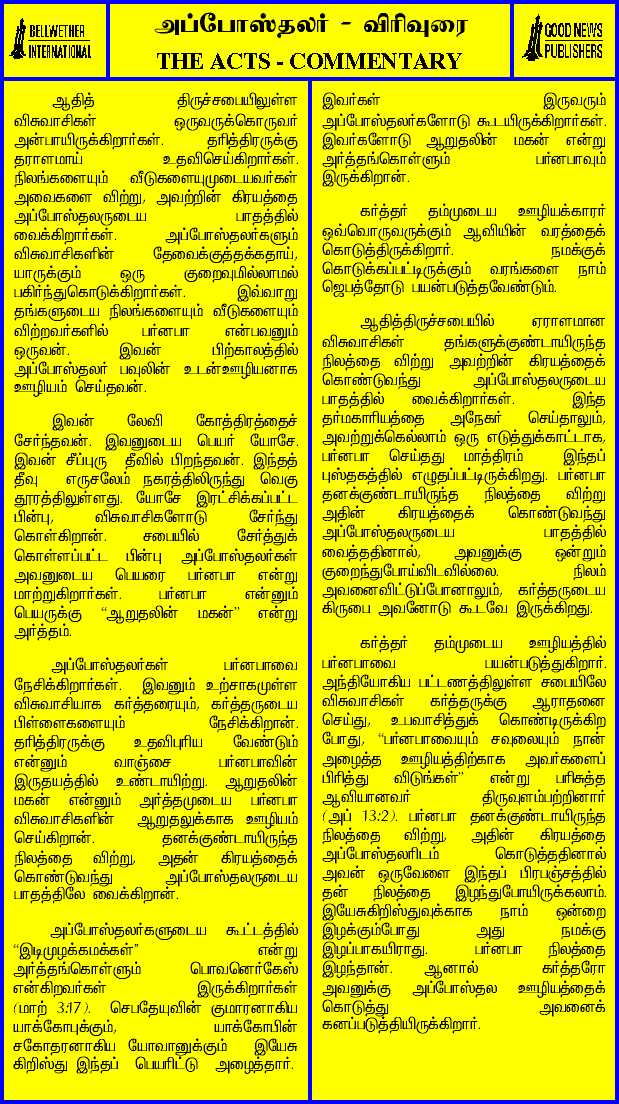 BELLWETHER
INTERNATIONAL
அப்போஸ்தலர் - விரிவுரை
THE ACTS - COMMENTARY
GOOD NEWS
PUBLISHERS
ஆதித் திருச்சபையிலுள்ள
விசுவாசிகள் ஒருவருக்கொருவர்
அன்பாயிருக்கிறார்கள். தரித்திரருக்கு
தராளமாய் உதவிசெய்கிறார்கள்.
நிலங்களையும் வீடுகளையுமுடையவர்கள்
அவைகளை விற்று, அவற்றின் கிரயத்தை
அப்போஸ்தலருடைய பாதத்தில்
வைக்கிறார்கள். அப்போஸ்தலர்களும்
விசுவாசிகளின் தேவைக்குத்தக்கதாய்,
யாருக்கும் ஒரு குறைவுமில்லாமல்
பகிர்ந்துகொடுக்கிறார்கள். இவ்வாறு
தங்களுடைய நிலங்களையும் வீடுகளையும்
விற்றவர்களில் பர்னபா என்பவனும்
ஒருவன். இவன் பிற்காலத்தில்
அப்போஸ்தலர் பவுலின் உடன்ஊழியனாக
ஊழியம் செய்தவன்.
இவன் லேவி கோத்திரத்தைச்
சேர்ந்தவன். இவனுடைய பெயர் யோசே.
இவன் சீப்புரு தீவில் பிறந்தவன். இந்தத்
தீவு எருசலேம் நகரத்திலிருந்து வெகு
தூரத்திலுள்ளது. யோசே இரட்சிக்கப்பட்ட
பின்பு, விசுவாசிகளோடு சேர்ந்து
கொள்கிறான். சபையில் சேர்த்துக்
கொள்ளப்பட்ட பின்பு அப்போஸ்தலர்கள்
அவனுடைய பெயரை பர்னபா என்று
மாற்றுகிறார்கள். பர்னபா என்னும்
பெயருக்கு “ஆறுதலின் மகன்” என்று
அர்த்தம்.
அப்போஸ்தலர்கள் பர்னபாவை
நேசிக்கிறார்கள். இவனும் உற்சாகமுள்ள
விசுவாசியாக கர்த்தரையும், கர்த்தருடைய
பிள்ளைகளையும் நேசிக்கிறான்.
தரித்திரருக்கு உதவிபுரிய வேண்டும்
என்னும் வாஞ்சை பர்னபாவின்
இருதயத்தில் உண்டாயிற்று. ஆறுதலின்
மகன் என்னும் அர்த்தமுடைய பர்னபா
விசுவாசிகளின் ஆறுதலுக்காக ஊழியம்
செய்கிறான். தனக்குண்டாயிருந்த
நிலத்தை விற்று, அதன் கிரயத்தைக்
கொண்டுவந்து அப்போஸ்தலருடைய
பாதத்திலே வைக்கிறான்.
அப்போஸ்தலர்களுடைய கூட்டத்தில்
“இடிமுழக்கமக்கள்” என்று
அர்த்தங்கொள்ளும் பொவனெர்கேஸ்
என்கிறவர்கள் இருக்கிறார்கள்
(மாற் 3:17). செபதேயுவின் குமாரனாகிய
யாக்கோபுக்கும், யாக்கோபின்
சகோதரனாகிய யோவானுக்கும் இயேசு
கிறிஸ்து இந்தப் பெயரிட்டு அழைத்தார்.
இவர்கள் இருவரும்
அப்போஸ்தலர்களோடு கூடயிருக்கிறார்கள்.
இவர்களோடு ஆறுதலின் மகன் என்று
அர்த்தங்கொள்ளும் பர்னபாவும்
இருக்கிறான்.
கர்த்தர் தம்முடைய ஊழியக்காரர்
ஒவ்வொருவருக்கும் ஆவியின் வரத்தைக்
கொடுத்திருக்கிறார். நமக்குக்
கொடுக்கப்பட்டிருக்கும் வரங்களை நாம்
ஜெபத்தோடு பயன்படுத்தவேண்டும்.
ஆதித்திருச்சபையில் ஏராளமான
விசுவாசிகள் தங்களுக்குண்டாயிருந்த
நிலத்தை விற்று அவற்றின் கிரயத்தைக்
கொண்டுவந்து அப்போஸ்தலருடைய
பாதத்தில் வைக்கிறார்கள். இந்த
தர்மகாரியத்தை அநேகர் செய்தாலும்,
அவற்றுக்கெல்லாம் ஒரு எடுத்துக்காட்டாக,
பர்னபா செய்தது மாத்திரம் இந்தப்
புஸ்தகத்தில் எழுதப்பட்டிருக்கிறது. பர்னபா
தனக்குண்டாயிருந்த நிலத்தை விற்று
அதின் கிரயத்தைக் கொண்டுவந்து
அப்போஸ்தலருடைய பாதத்தில்
வைத்ததினால், அவனுக்கு ஒன்றும்
குறைந்துபோய்விடவில்லை. நிலம்
அவனைவிட்டுப்போனாலும், கர்த்தருடைய
கிருபை அவனோடு கூடவே இருக்கிறது.
கர்த்தர் தம்முடைய ஊழியத்தில்
பர்னபாவை பயன்படுத்துகிறார்.
அந்தியோகிய பட்டணத்திலுள்ள சபையிலே
விசுவாசிகள் கர்த்தருக்கு ஆராதனை
செய்து, உபவாசித்துக் கொண்டிருக்கிற
போது, “பர்னபாவையும் சவுலையும் நான்
அழைத்த ஊழியத்திற்காக அவர்களைப்
பிரித்து விடுங்கள்” என்று பரிசுத்த
ஆவியானவர் திருவுளம்பற்றினார்
(அப் 13:2). பர்னபா தனக்குண்டாயிருந்த
நிலத்தை விற்று, அதின் கிரயத்தை
அப்போஸ்தலரிடம் கொடுத்ததினால்
அவன் ஒருவேளை இந்தப் பிரபஞ்சத்தில்
தன் நிலத்தை இழந்துபோயிருக்கலாம்.
இயேசுகிறிஸ்துவுக்காக நாம் ஒன்றை
இழக்கும்போது அது நமக்கு
இழப்பாகயிராது. பர்னபா நிலத்தை
இழந்தான். ஆனால் கர்த்தரோ
அவனுக்கு அப்போஸ்தல ஊழியத்தைக்
கொடுத்து அவனைக்
கனப்படுத்தியிருக்கிறார்.